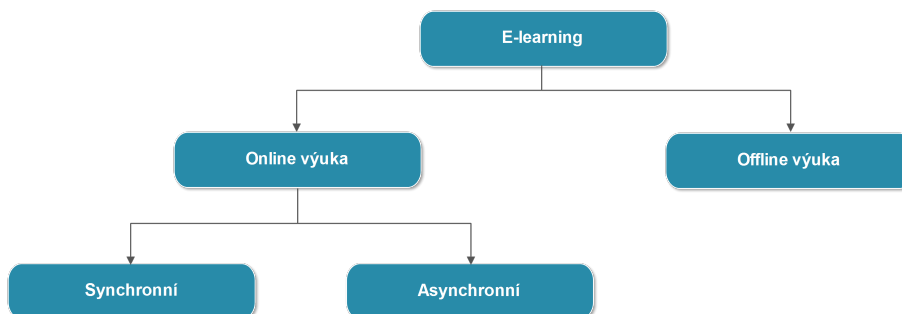 E-learning
Online výuka
Offline výuka
Synchronní
Asynchronní